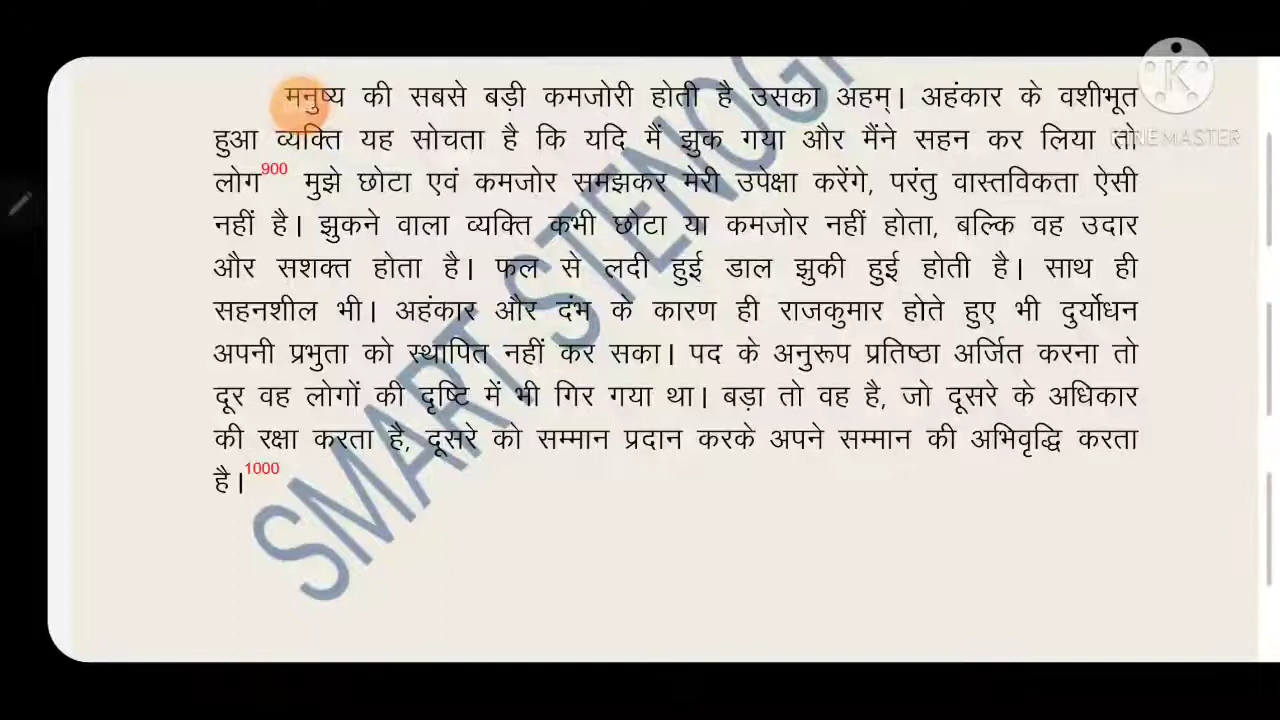 मनुष्य की सबसे बड़ी कमजोरी होती है उसका अहम्। अहंकार के वशीभूत
हुआ व्यक्ति यह सोचता है कि यदि मैं झुक गया और मैंने सहन कर लिया तो
लोग900 मुझे छोटा एवं कमजोर समझकर मेरी उपेक्षा करेंगे, परंतु वास्तविकता ऐसी
नहीं है। झुकने वाला व्यक्ति कभी छोटा या कमजोर नहीं होता, बल्कि वह उदार
और सशक्त होता है। फल से लदी हुई डाल झुकी हुई होती है। साथ ही
सहनशील भी। अहंकार और दंभ के कारण ही राजकुमार होते हुए भी दुर्योधन
अपनी प्रभुता को स्थापित नहीं कर सका। पद के अनुरूप प्रतिष्ठा अर्जित करना तो
दूर वह लोगों की दृष्टि में भी गिर गया था। बड़ा तो वह है, जो दूसरे के अधिकार
की रक्षा करता है, दूसरे को सम्मान प्रदान करके अपने सम्मान की अभिवृद्धि करता
है।1000
SMART STENOGR
K
KINEMASTER